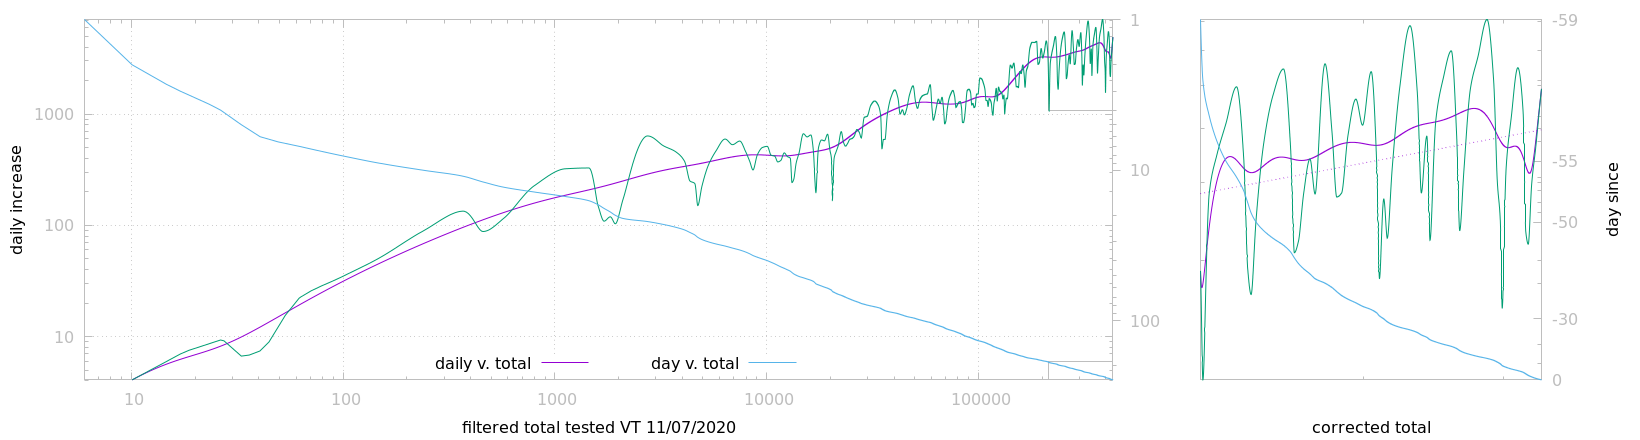 1
-59
1000
10
-55
100
-50
daily increase
day since
10
100
-30
daily v. total
day v. total
0
10
100
1000
10000
100000
filtered total tested VT 11/07/2020
corrected total